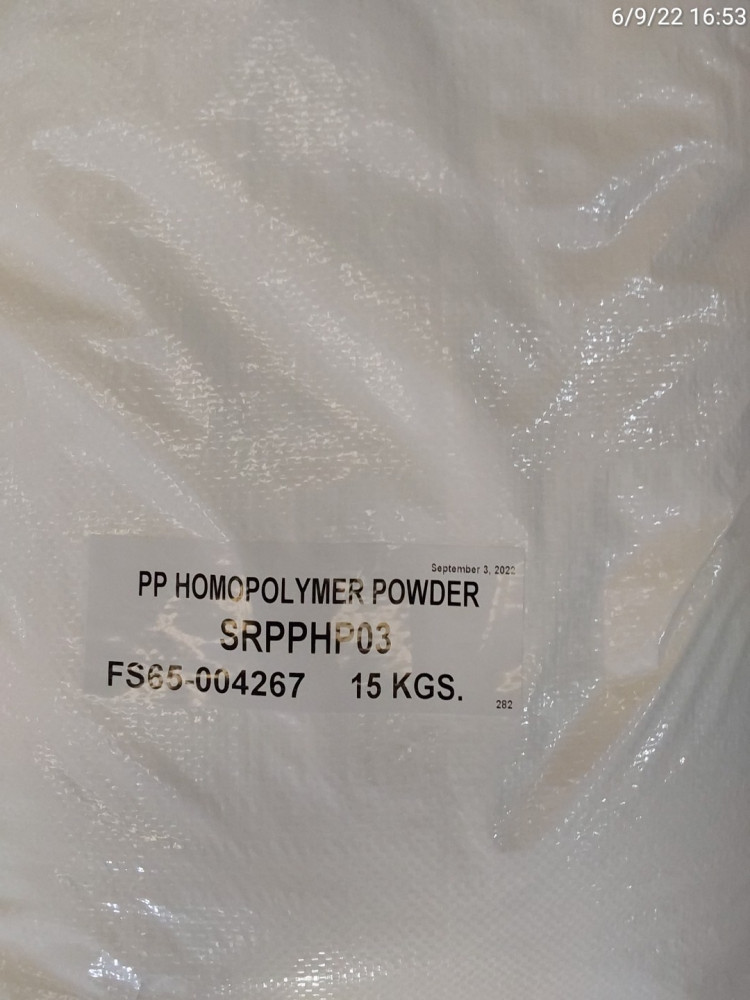 6/9/22 16:53
September 3, 2022
PP HOMOPOLYMER POWDER
SRPPHP03
FS65-004267 15 KGS.
282